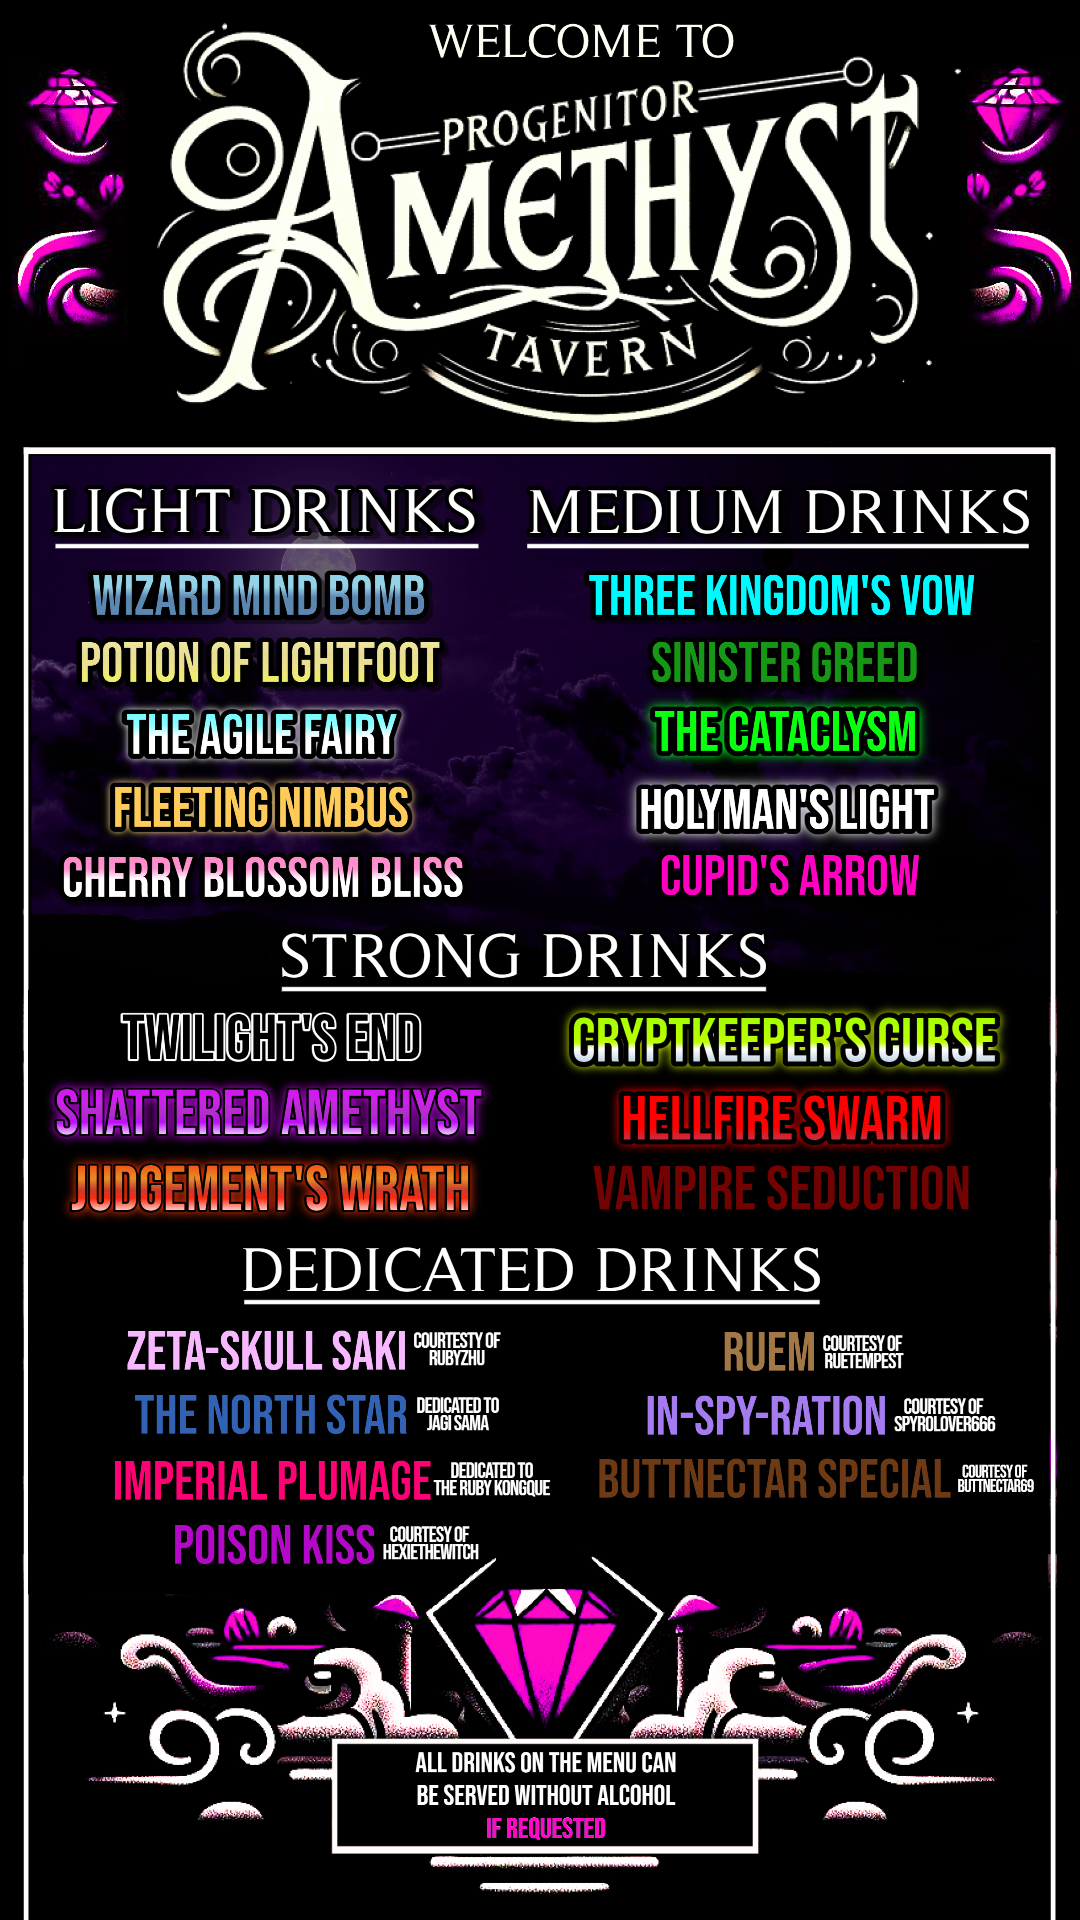 WELCOME TO
PROGENITOR
AMETHYST
TAVERN
LIGHT DRINKS
WIZARD MIND BOMB
POTION OF LIGHTFOOT
THE AGILE FAIRY
FLEETING NIMBUS
CHERRY BLOSSOM BLISS
MEDIUM DRINKS
THREE KINGDOM'S VOW
SINISTER GREED
THE CATACLYSM
HOLYMAN'S LIGHT
CUPID'S ARROW
STRONG DRINKS
TWILIGHT'S END
SHATTERED AMETHYST
JUDGEMENT'S WRATH
CRYPTKEEPER'S CURSE
HELLFIRE SWARM
VAMPIRE SEDUCTION
DEDICATED DRINKS
ZETA-SKULL SAKI
COURTESTY OF
RUBYZHU
THE NORTH STAR
DEDICATED TO
JAGI SAMA
IMPERIAL PLUMAGE
DEDICATED TO
THE RUBY KONGQUE
POISON KISS
COURTESY OF
HEXIETHEWITCH
RUEM
COURTESY OF
RUETEMPEST
IN-SPY-RATION
COURTESY OF
SPYROLOVER666
BUTTNECTAR SPECIAL
COURTESY OF
BUTTNECTAR69
ALL DRINKS ON THE MENU CAN
BE SERVED WITHOUT ALCOHOL
IF REQUESTED